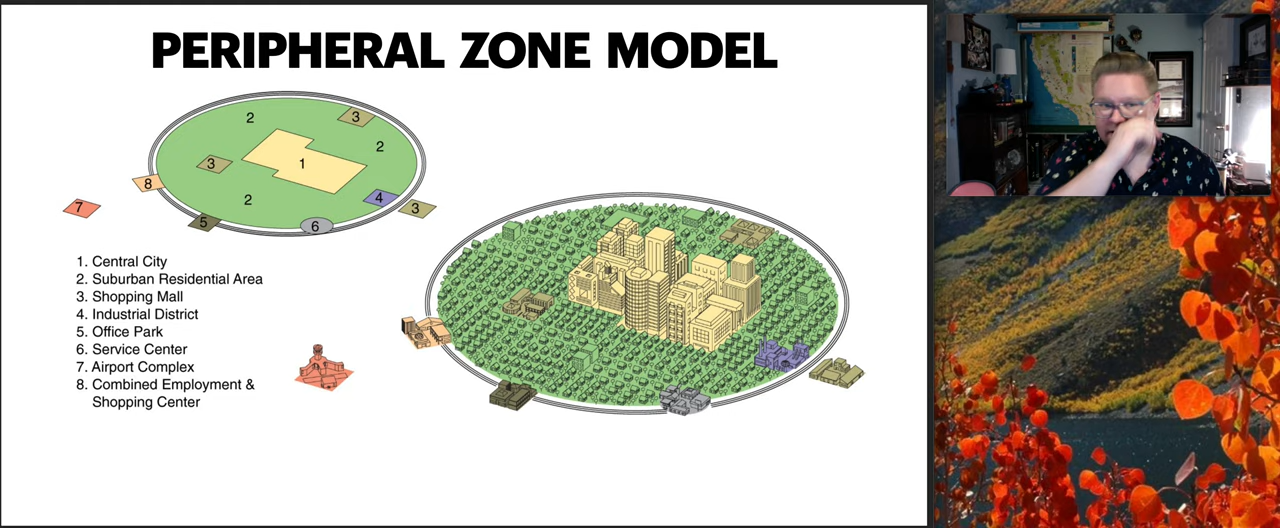 PERIPHERAL ZONE MODEL
2
3
2
3
1
8
2
4
7
3
5
6
1. Central City
2. Suburban Residential Area
3. Shopping Mall
4. Industrial District
5. Office Park
6. Service Center
7. Airport Complex
8. Combined Employment &
Shopping Center